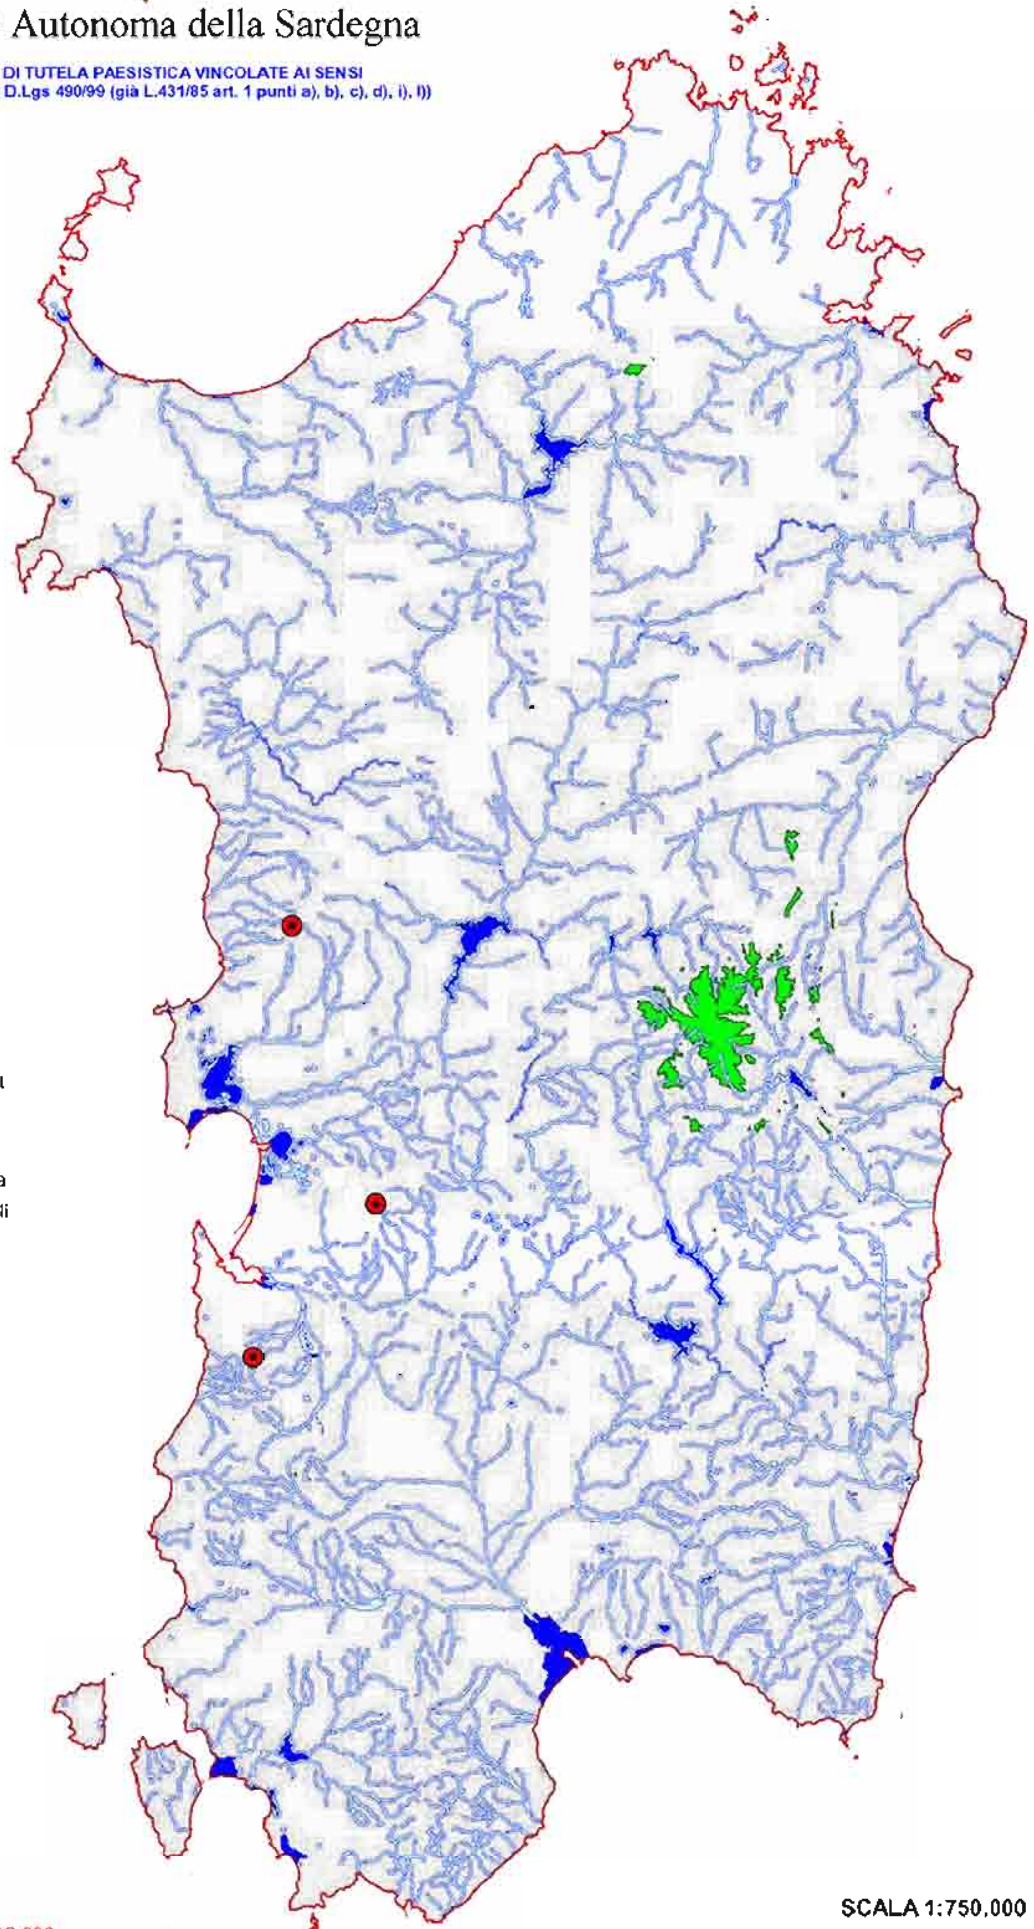 Autonoma della Sardegna
DI TUTELA PAESISTICA VINCOLATE AI SENSI
D.Lgs 490/99 (già L.431/85 art. 1 punti a), b), c), d), i), l))
a
SCALA 1:750.000